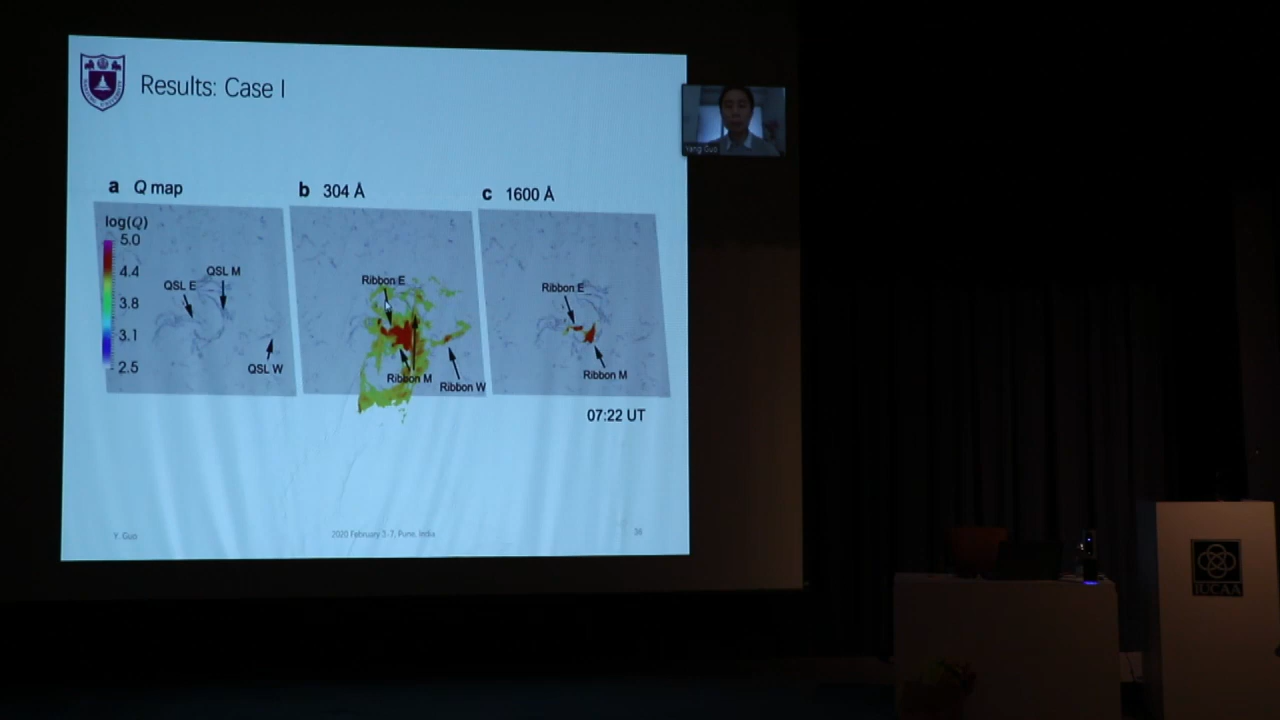 Results: Case I
a Q map
b 304 Å
c 1600 Å
log(Q)
5.0
4.4
3.8
3.1
2.5
QSL E
QSL M
QSL W
Ribbon E
Ribbon M
Ribbon W
Ribbon E
Ribbon M
07:22 UT
Y. Guo
2020 February 3-7, Pune, India
36
Yang Guo
IUCAA